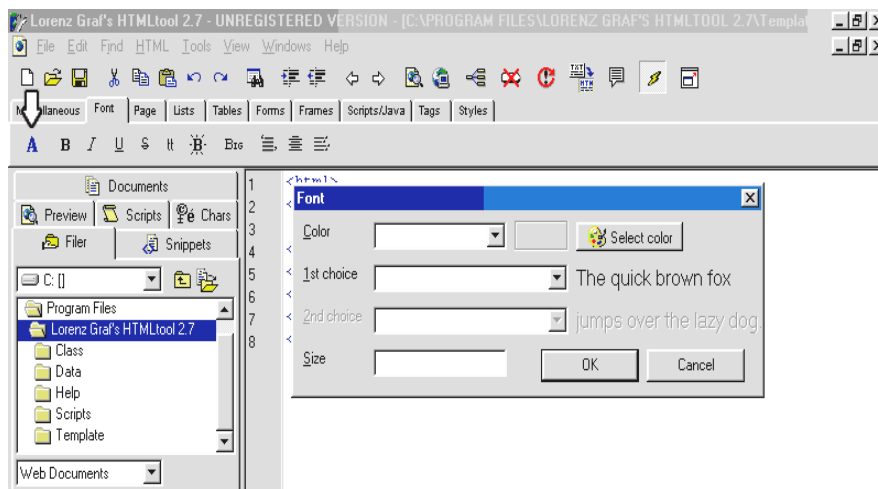 Lorenz Graf's HTMLtool 2.7 - UNREGISTERED VERSION - [C:\PROGRAM FILES\LORENZ GRAF'S HTMLTOOL 2.7\Templat
File Edit Find HTML Tools View Windows Help
Font Page Lists Tables Forms Frames Scripts/Java Tags Styles
A B I U S tt B BIG
Documents
Preview Scripts Chars
Filer Snippets
C: []
Program Files
Lorenz Graf's HTMLtool 2.7
Class
Data
Help
Scripts
Template
Web Documents
1 <html>
2
3
4
5
6
7
8
Font
Color Select color
1st choice The quick brown fox
2nd choice jumps over the lazy dog.
Size OK Cancel